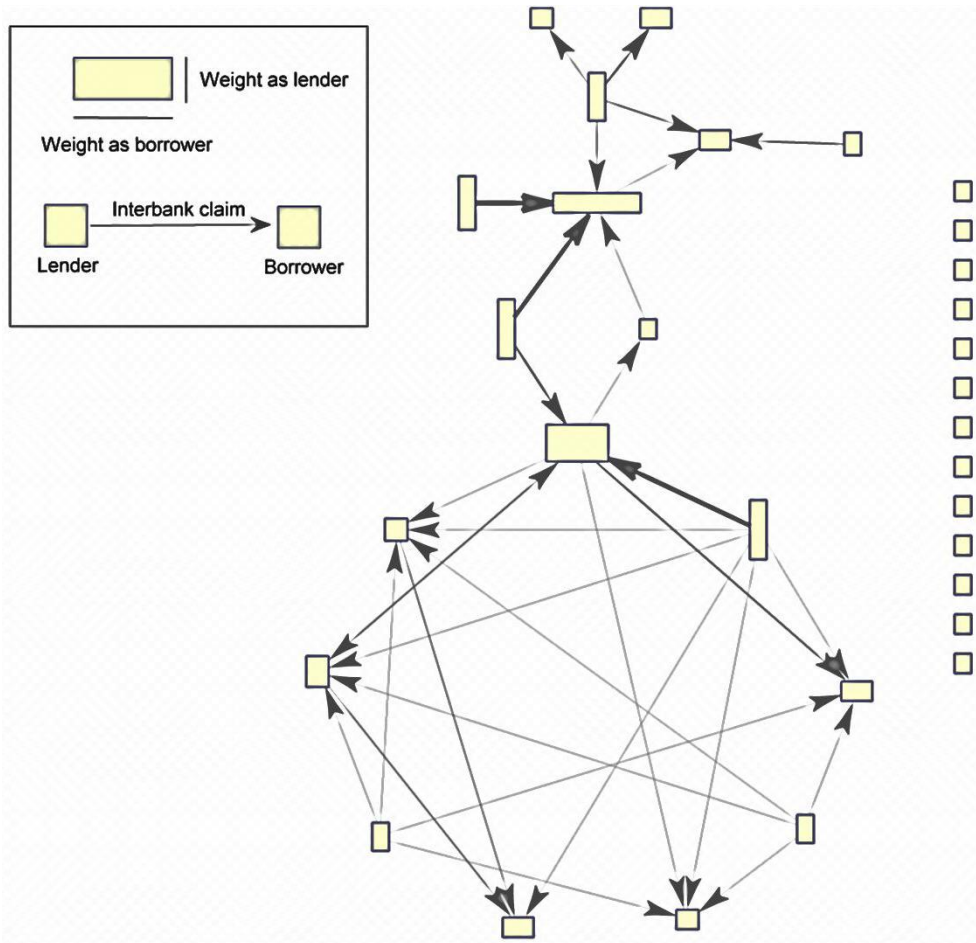 Weight as lender
Weight as borrower
Interbank claim
Lender
Borrower